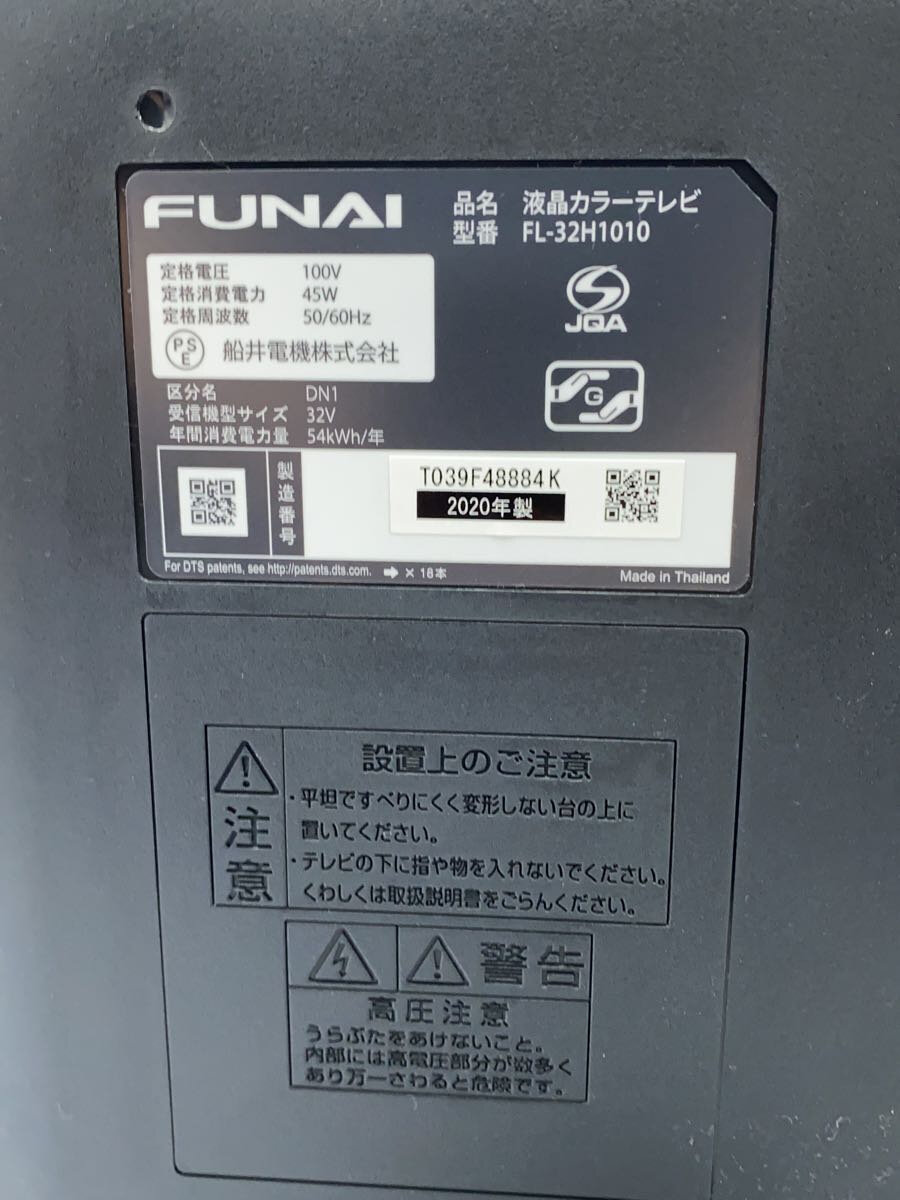 FUNAI
品名 液晶カラーテレビ
型番 FL-32H1010
定格電圧 100V
定格消費電力 45W
定格周波数 50/60Hz
PSE 船井電機株式会社
JQA
G
区分名 DN1
受信機型サイズ 32V
年間消費電力量 54kWh/年
製造番号
T039F48884K
2020年製
For DTS patents, see http://patents.dts.com. ➡ × 18本
Made in Thailand
注意
設置上のご注意
・平坦ですべりにくく変形しない台の上に
置いてください。
・テレビの下に指や物を入れないでください。
くわしくは取扱説明書をごらんください。
警告
高圧注意
うらぶたをあけないこと。
内部には高電圧部分が数多く
あり万一さわると危険です。